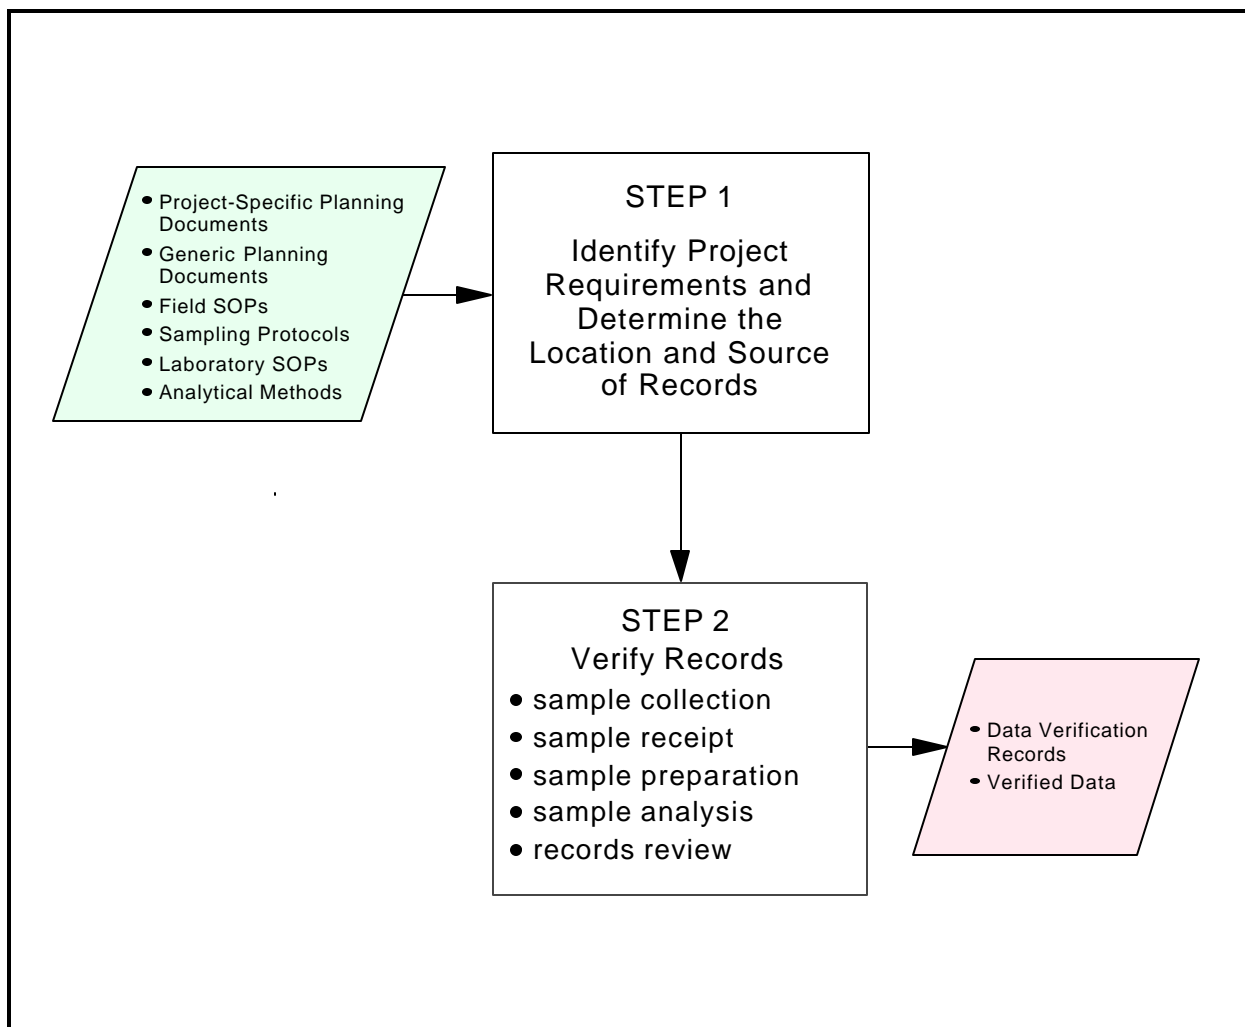 • Project-Specific Planning
Documents
• Generic Planning
Documents
• Field SOPs
• Sampling Protocols
• Laboratory SOPs
• Analytical Methods
STEP 1
Identify Project
Requirements and
Determine the
Location and Source
of Records
STEP 2
Verify Records
• sample collection
• sample receipt
• sample preparation
• sample analysis
• records review
• Data Verification
Records
• Verified Data